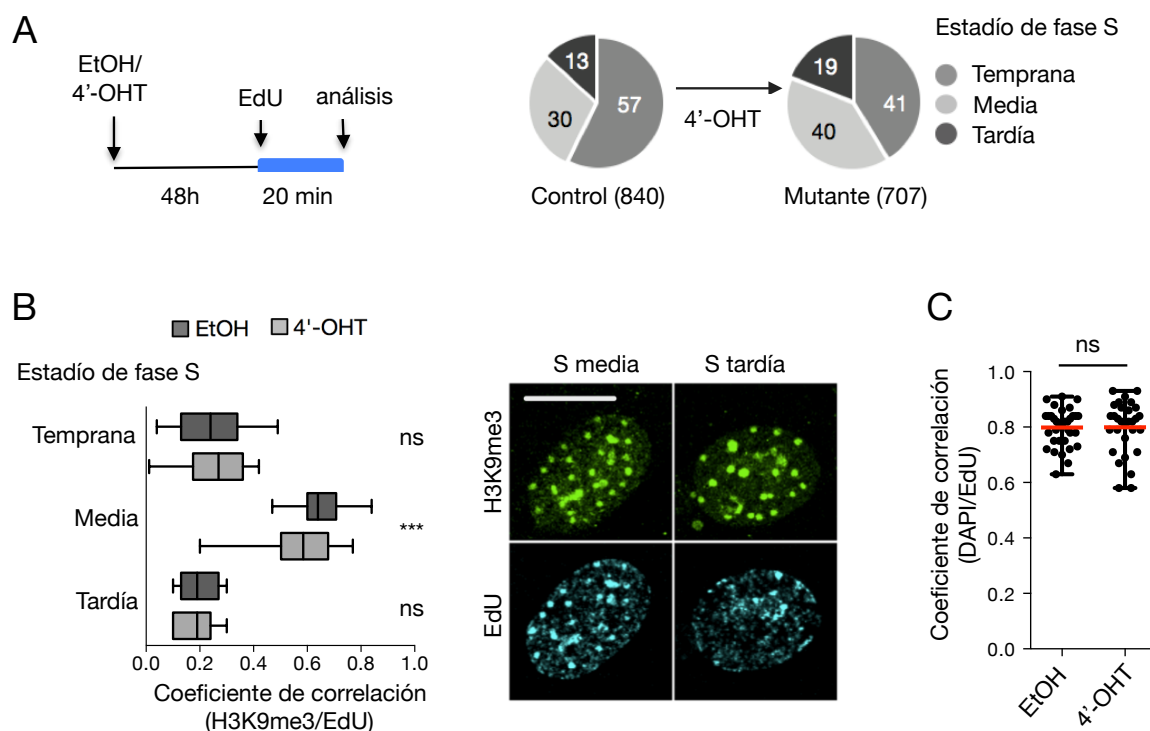 A
EtOH/
4’-OHT
EdU
análisis
48h
20 min
13
57
30
Control (840)
4’-OHT
19
41
40
Mutante (707)
Estadío de fase S
Temprana
Media
Tardía
B
EtOH
4'-OHT
Estadío de fase S
Temprana
ns
Media
***
Tardía
ns
0.0
0.2
0.4
0.6
0.8
1.0
Coeficiente de correlación
(H3K9me3/EdU)
S media
S tardía
H3K9me3
EdU
C
ns
1.0
0.8
0.6
0.4
0.2
0.0
Coeficiente de correlación
(DAPI/EdU)
EtOH
4’-OHT